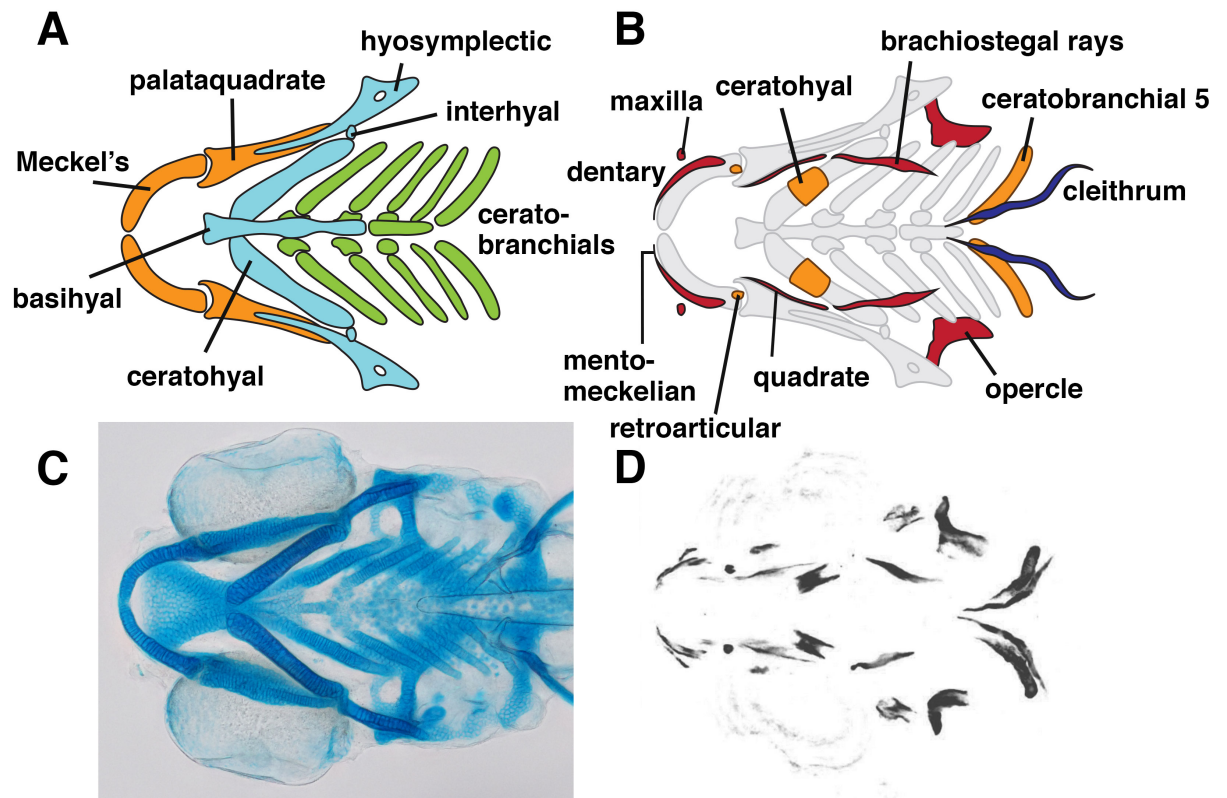 A
hyosymplectic
palataquadrate
interhyal
Meckel's
cerato-
branchials
basihyal
ceratohyal
B
brachiostegal rays
maxilla
ceratohyal
ceratobranchial 5
dentary
cleithrum
mento-
meckelian
quadrate
opercle
retroarticular
C
D